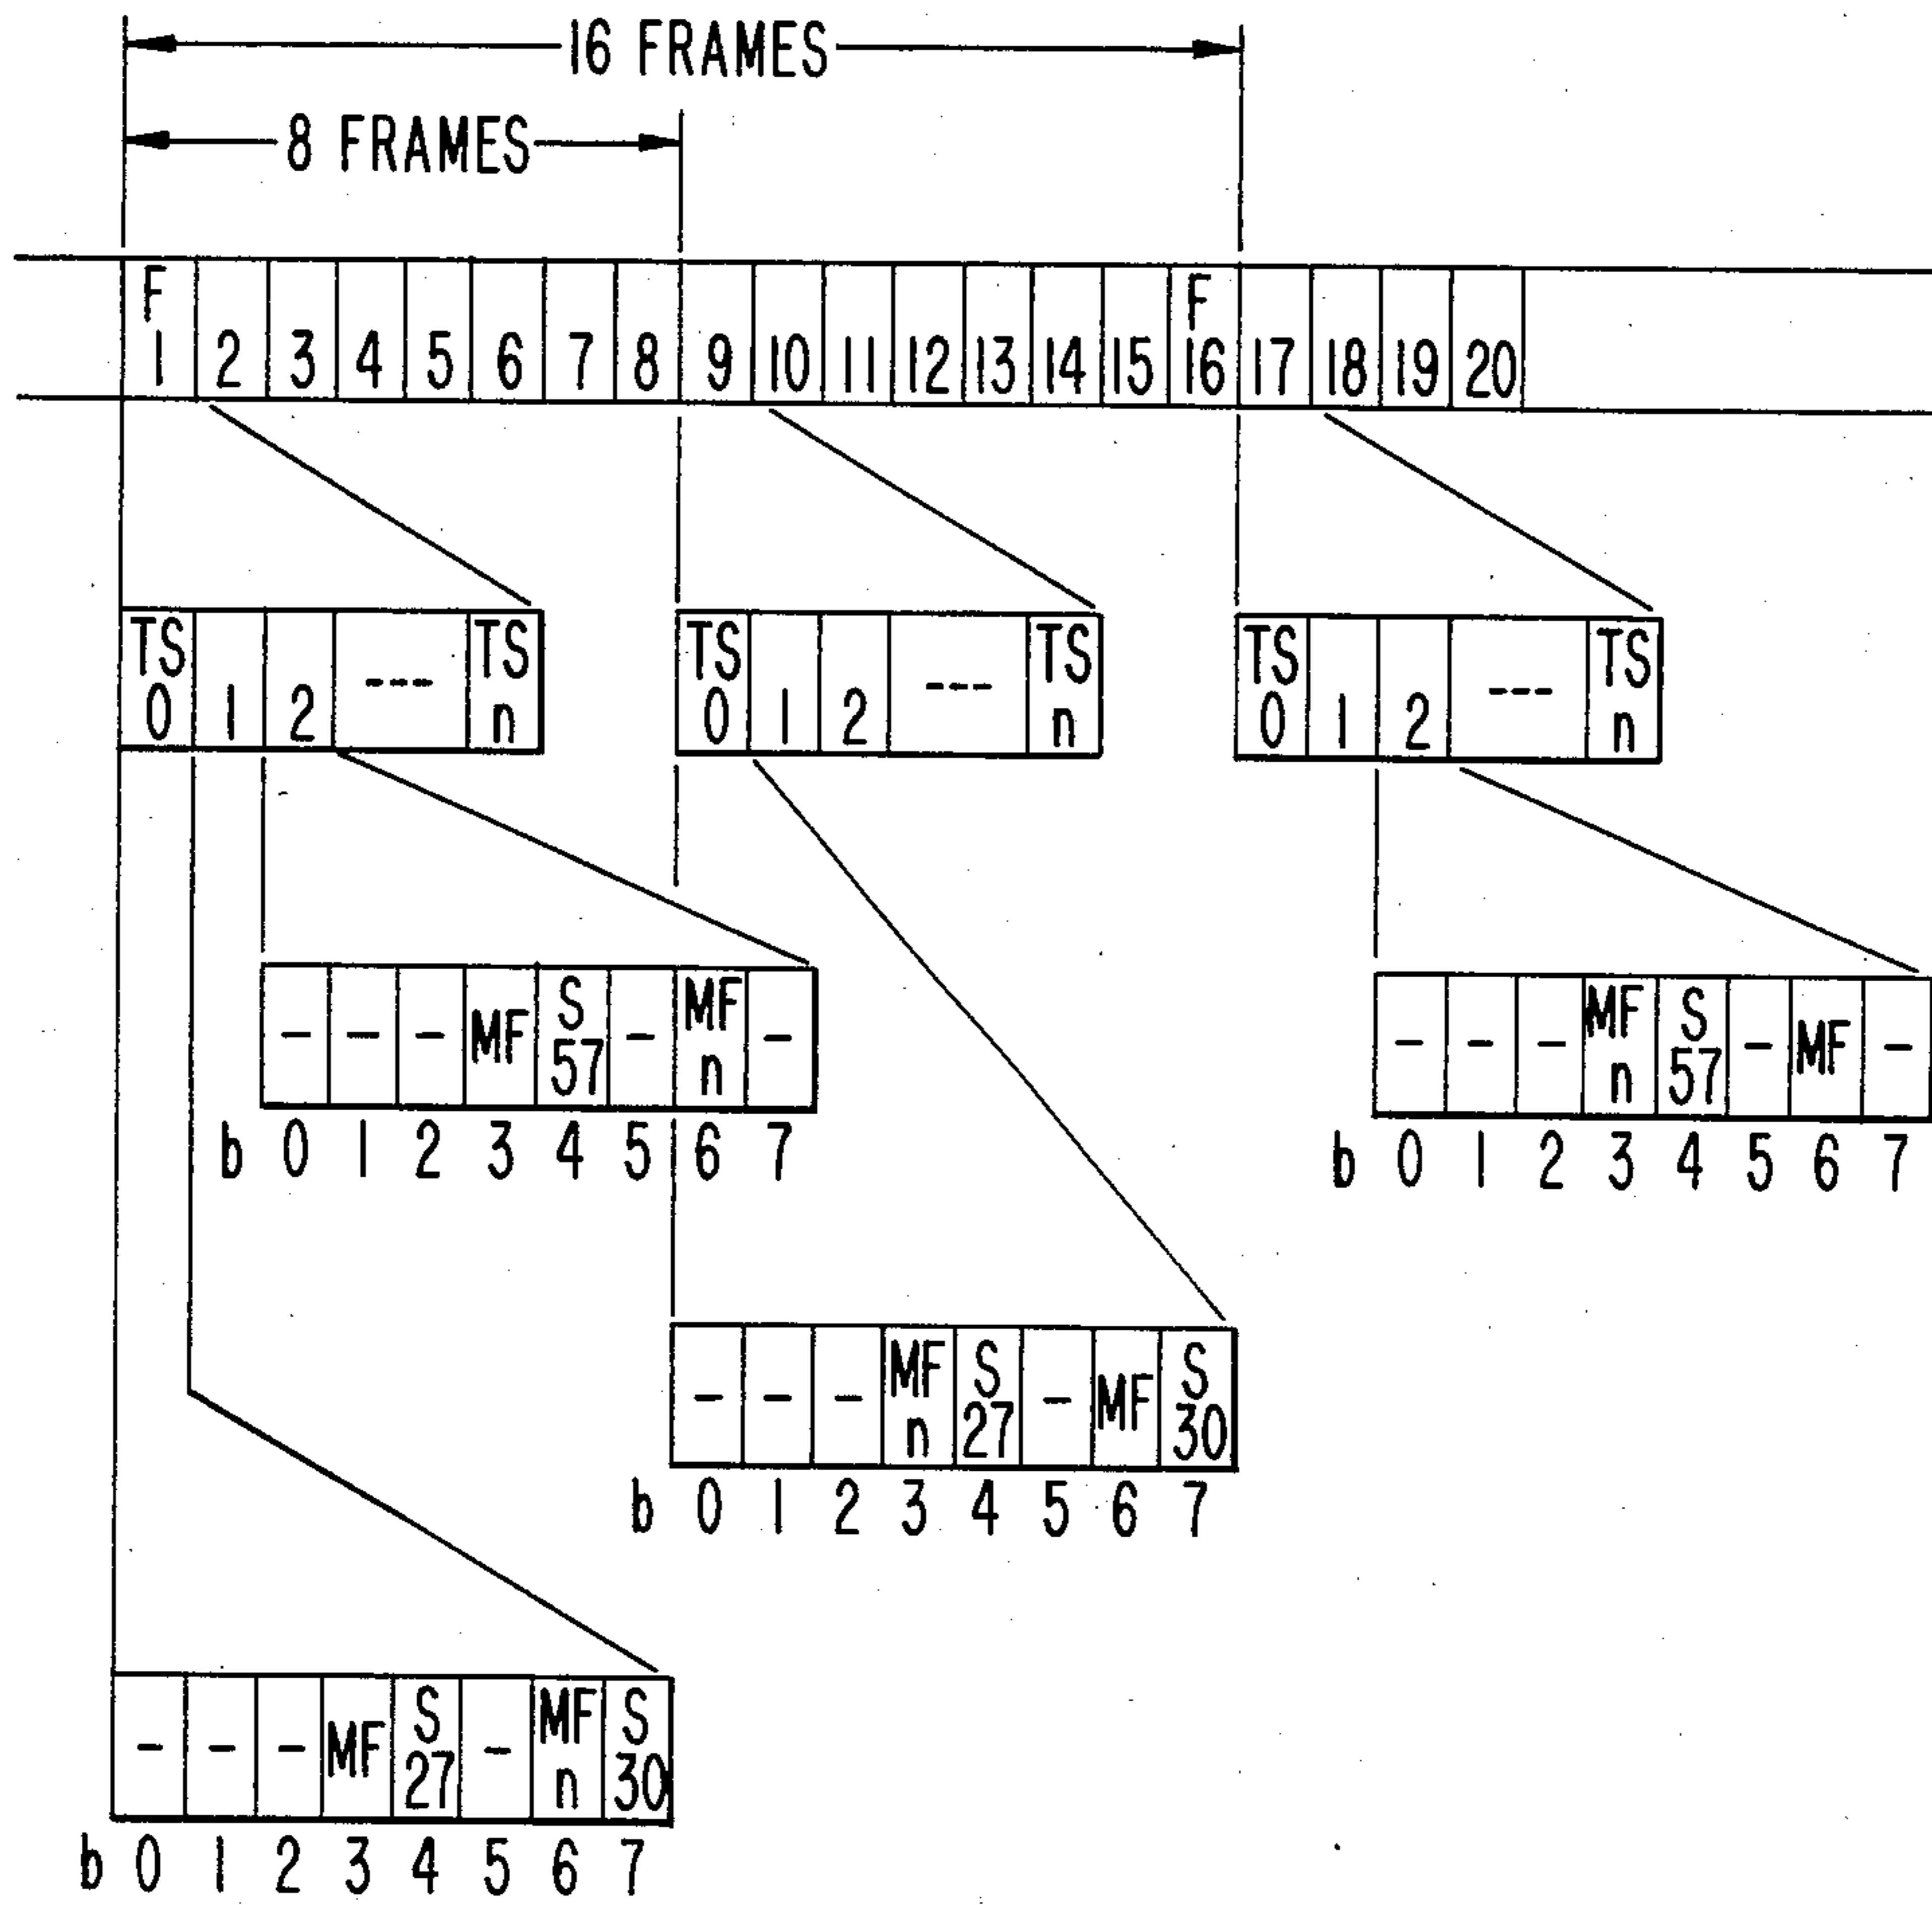 16 FRAMES
8 FRAMES
F F
1 2 3 4 5 6 7 8 9 10 11 12 13 14 15 16 17 18 19 20
TS TS TS TS TS TS
0 1 2 --- n 0 1 2 --- n 0 1 2 --- n
S MF MF S
- - - MF 57 - n - - - - n 57 - MF -
b 0 1 2 3 4 5 6 7 b 0 1 2 3 4 5 6 7
MF S S
- - - n 27 - MF 30
b 0 1 2 3 4 5 6 7
S MF S
- - - MF 27 - n 30
b 0 1 2 3 4 5 6 7